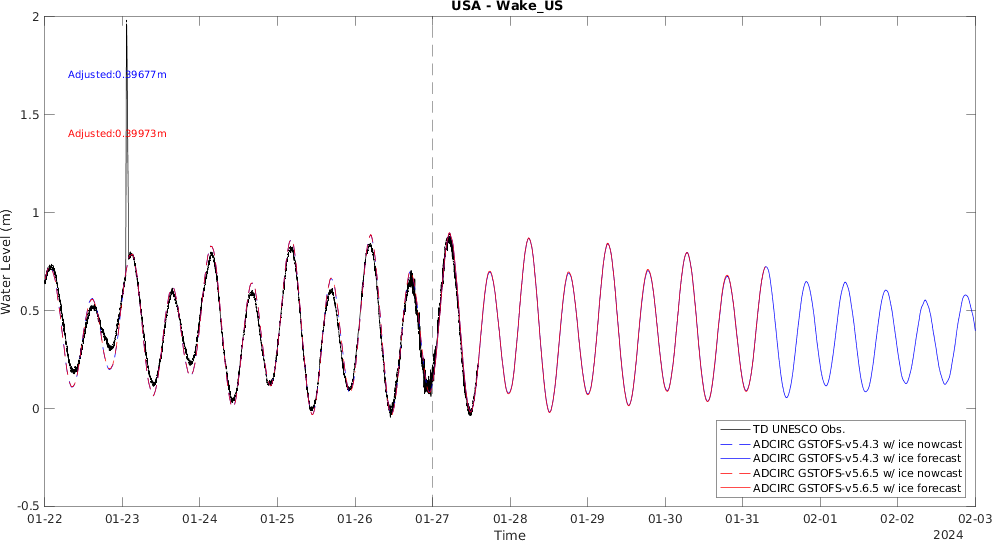 USA - Wake_US
2
1.5
1
0.5
0
-0.5
Water Level (m)
Adjusted:0.39677m
Adjusted:0.39973m
TD UNESCO Obs.
ADCIRC GSTOFS-v5.4.3 w/ ice nowcast
ADCIRC GSTOFS-v5.4.3 w/ ice forecast
ADCIRC GSTOFS-v5.6.5 w/ ice nowcast
ADCIRC GSTOFS-v5.6.5 w/ ice forecast
01-22 01-23 01-24 01-25 01-26 01-27 01-28 01-29 01-30 01-31 02-01 02-02 02-03
Time
2024